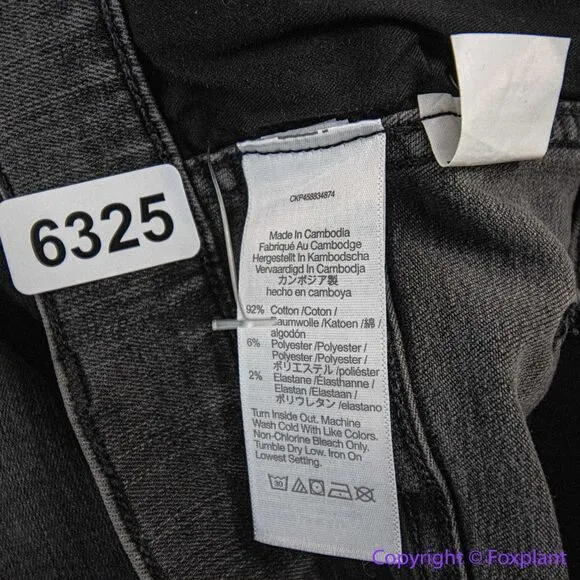 6325
CKP458834874
Made In Cambodia
Fabriqué Au Cambodge
Hergestellt In Kambodscha
Vervaardigd In Cambodja
カンボジア製
hecho en camboya
92% Cotton /Coton /
Baumwolle /Katoen /綿 /
algodón
6% Polyester /Polyester /
Polyester /Polyester /
ポリエステル /poliéster
2% Elastane /Élasthanne /
Elastan /Elastaan /
ポリウレタン /elastano
Turn Inside Out. Machine
Wash Cold With Like Colors.
Non-Chlorine Bleach Only.
Tumble Dry Low. Iron On
Lowest Setting.
30
Copyright © Foxplant